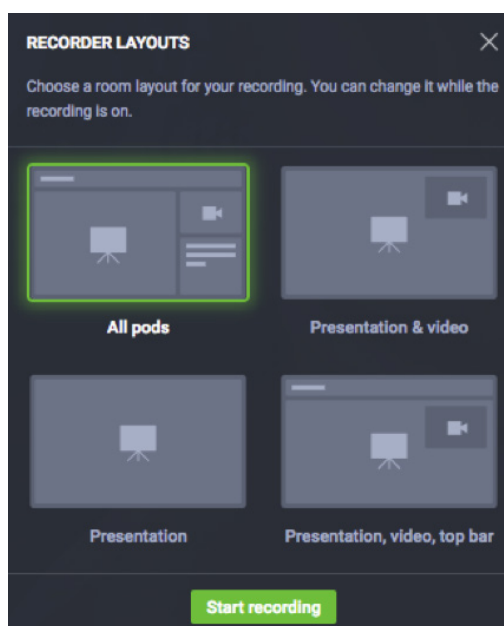 RECORDER LAYOUTS
Choose a room layout for your recording. You can change it while the
recording is on.
All pods
Presentation & video
Presentation
Presentation, video, top bar
Start recording